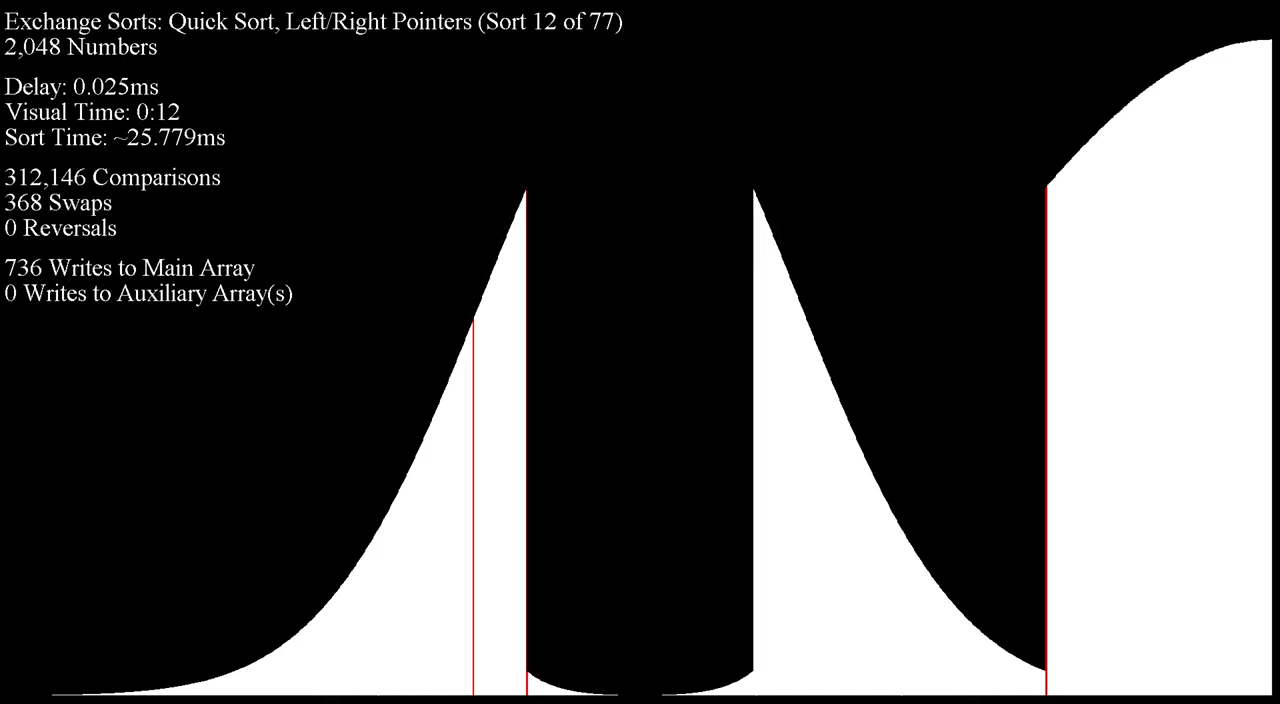 Exchange Sorts: Quick Sort, Left/Right Pointers (Sort 12 of 77)
2,048 Numbers
Delay: 0.025ms
Visual Time: 0:12
Sort Time: ~25.779ms
312,146 Comparisons
368 Swaps
0 Reversals
736 Writes to Main Array
0 Writes to Auxiliary Array(s)